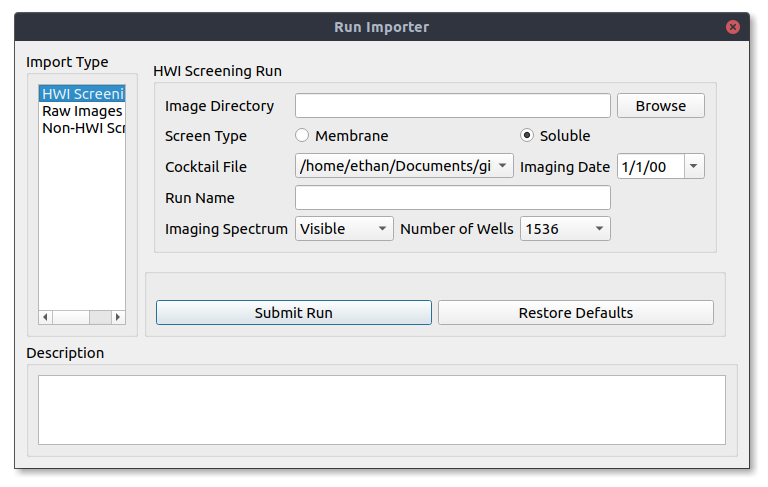 Run Importer
Import Type
HWI Screeni
Raw Images
Non-HWI Scr
HWI Screening Run
Image Directory
Browse
Screen Type Membrane Soluble
Cocktail File /home/ethan/Documents/gi Imaging Date 1/1/00
Run Name
Imaging Spectrum Visible Number of Wells 1536
Submit Run Restore Defaults
Description